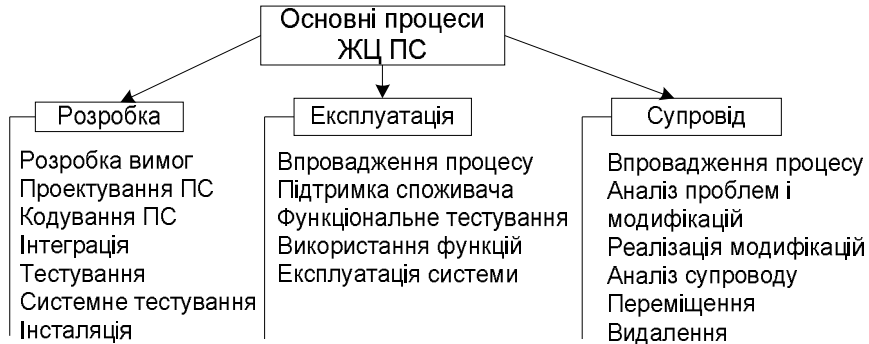 Основні процеси
ЖЦ ПС
Розробка
Розробка вимог
Проектування ПС
Кодування ПС
Інтеграція
Тестування
Системне тестування
Інсталяція
Експлуатація
Впровадження процесу
Підтримка споживача
Функціональне тестування
Використання функцій
Експлуатація системи
Супровід
Впровадження процесу
Аналіз проблем і
модифікацій
Реалізація модифікацій
Аналіз супроводу
Переміщення
Видалення